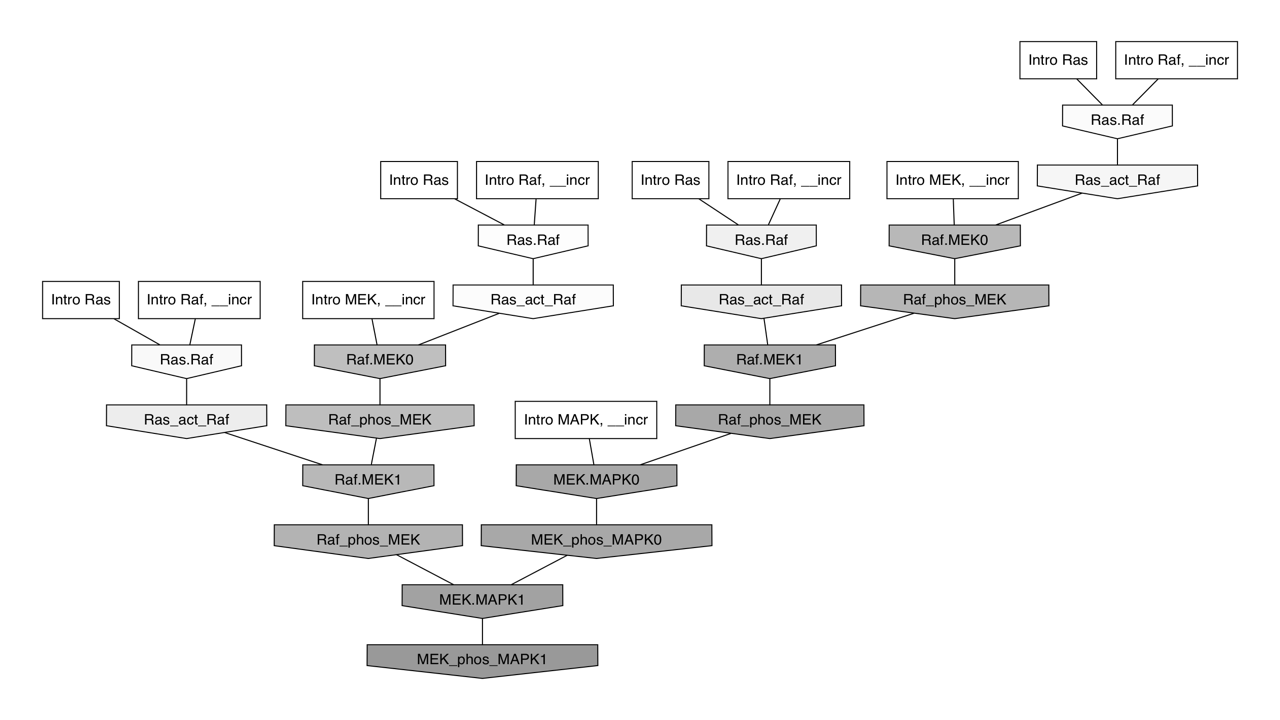 Intro Ras
Intro Raf, __incr
Ras.Raf
Intro Ras
Intro Raf, __incr
Intro Ras
Intro Raf, __incr
Intro MEK, __incr
Ras_act_Raf
Ras.Raf
Ras.Raf
Raf.MEK0
Intro Ras
Intro Raf, __incr
Intro MEK, __incr
Ras_act_Raf
Ras_act_Raf
Raf_phos_MEK
Ras.Raf
Raf.MEK0
Raf.MEK1
Ras_act_Raf
Raf_phos_MEK
Intro MAPK, __incr
Raf_phos_MEK
Raf.MEK1
MEK.MAPK0
Raf_phos_MEK
MEK_phos_MAPK0
MEK.MAPK1
MEK_phos_MAPK1